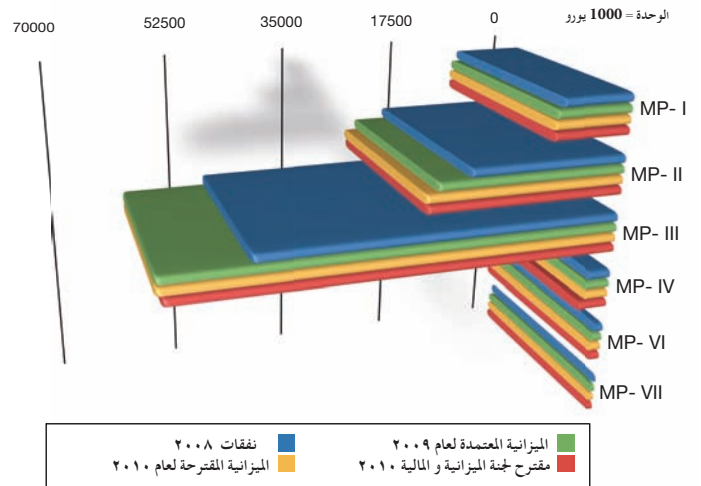 الوحدة = 1000 يورو
70000 52500 35000 17500 0
MP- I
MP- II
MP- III
MP- IV
MP- VI
MP- VII
الميزانية المعتمدة لعام ٢٠٠٩ نفقات ٢٠٠٨
مقترح لجنة الميزانية و المالية ٢٠١٠ الميزانية المقترحة لعام ٢٠١٠